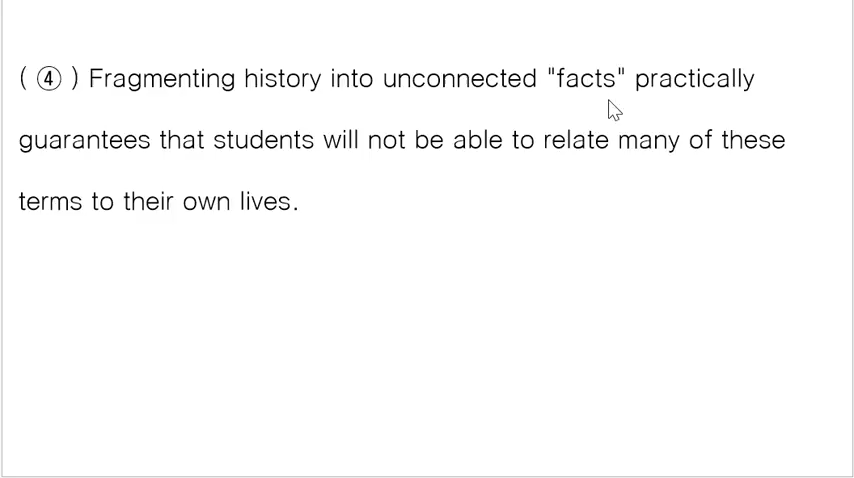 ( ④ ) Fragmenting history into unconnected "facts" practically
guarantees that students will not be able to relate many of these
terms to their own lives.